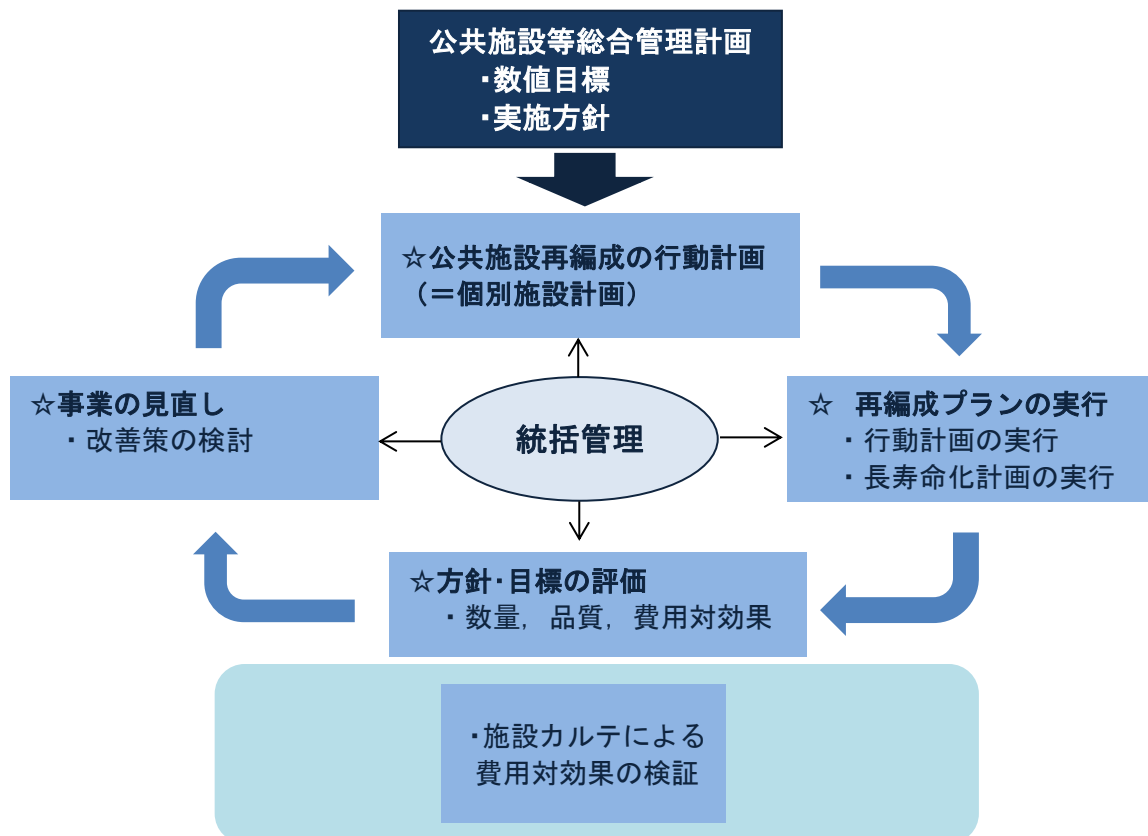 公共施設等総合管理計画
・数値目標
・実施方針
☆公共施設再編成の行動計画
（＝個別施設計画）
☆事業の見直し
・改善策の検討
統括管理
☆ 再編成プランの実行
・行動計画の実行
・長寿命化計画の実行
☆方針・目標の評価
・数量，品質，費用対効果
・施設カルテによる
費用対効果の検証